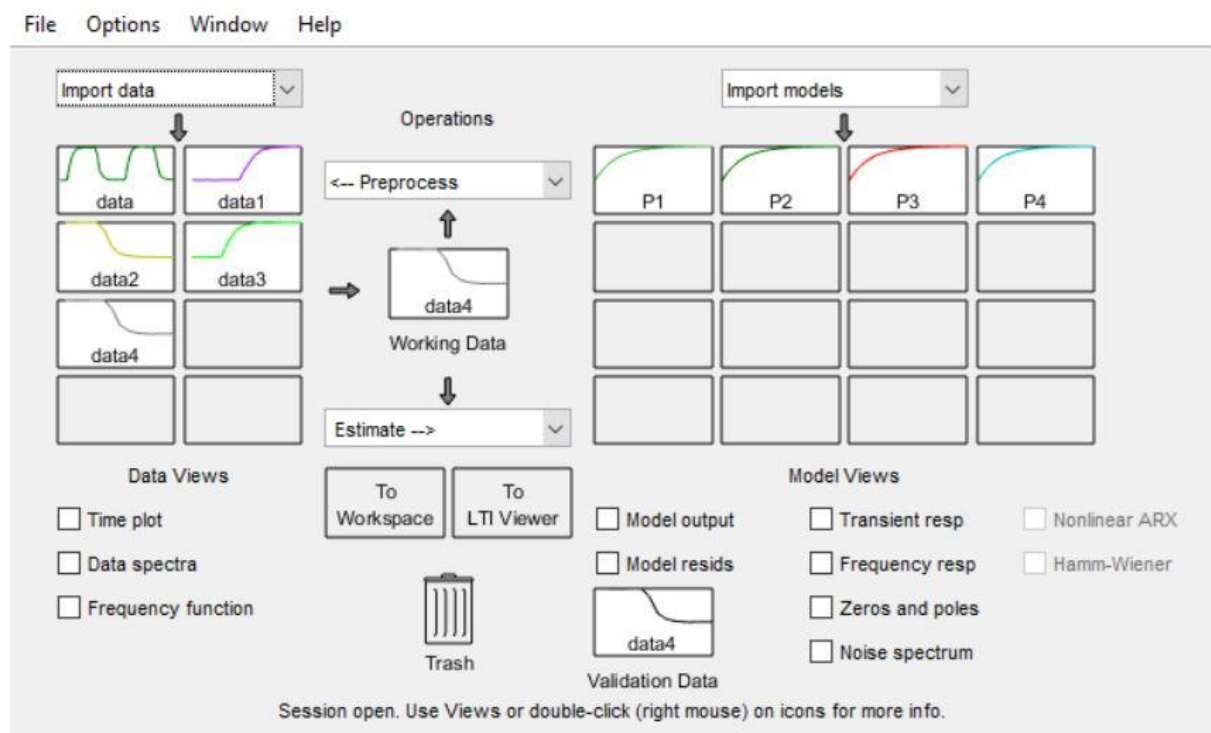 File Options Window Help
Import data
Import models
Operations
data data1
<-- Preprocess
P1 P2 P3 P4
data2 data3
data4
Working Data
data4
Estimate -->
Data Views
Model Views
To Workspace
To LTI Viewer
Time plot
Data spectra
Frequency function
Model output
Transient resp
Nonlinear ARX
Model resids
Frequency resp
Hamm-Wiener
Zeros and poles
data4
Noise spectrum
Trash
Validation Data
Session open. Use Views or double-click (right mouse) on icons for more info.